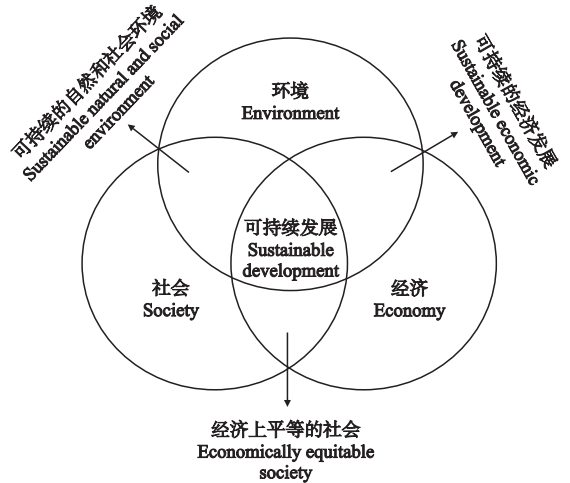 可持续的自然和社会环境
Sustainable natural and social
environment
可持续的经济发展
Sustainable economic
development
环境
Environment
可持续发展
Sustainable
development
社会
Society
经济
Economy
经济上平等的社会
Economically equitable
society